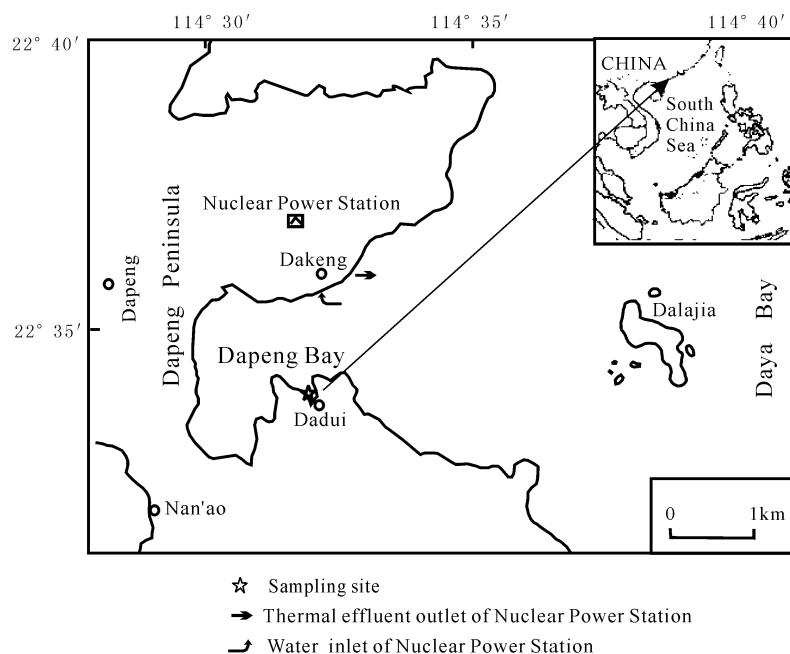 114° 30′
114° 35′
114° 40′
22° 40′
CHINA
South
China
Sea
Nuclear Power Station
Dakeng
Dapeng
Dapeng Peninsula
22° 35′
Dapeng Bay
Dalajia
Daya Bay
Dadui
Nan'ao
0 1km
Sampling site
Thermal effluent outlet of Nuclear Power Station
Water inlet of Nuclear Power Station